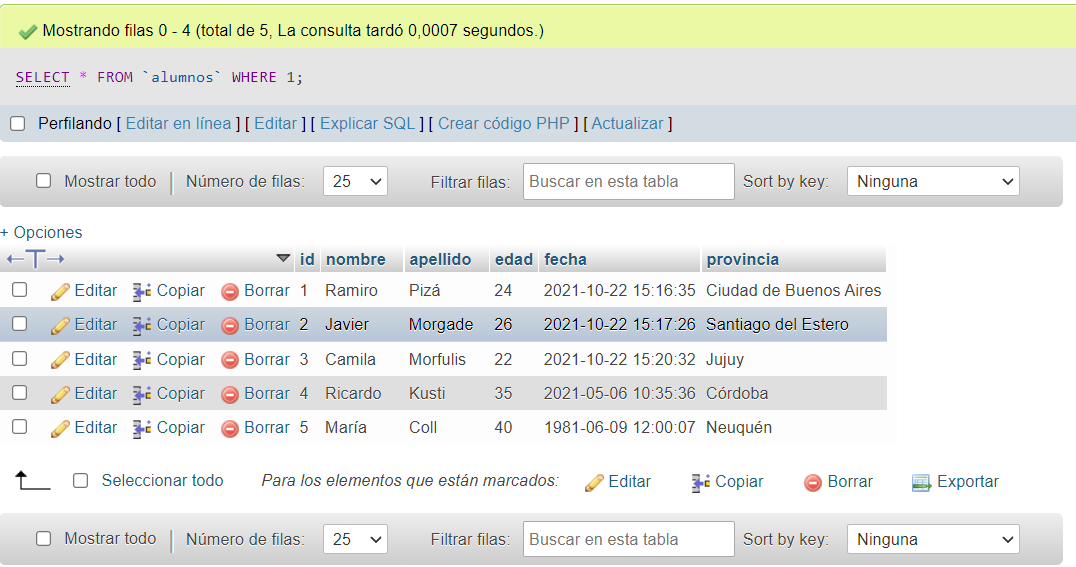 Mostrando filas 0 - 4 (total de 5, La consulta tardó 0,0007 segundos.)
SELECT * FROM `alumnos` WHERE 1;
Perfilando [ Editar en línea ] [ Editar ] [ Explicar SQL ] [ Crear código PHP ] [ Actualizar ]
Mostrar todo | Número de filas: 25 Filtrar filas: Buscar en esta tabla Sort by key: Ninguna
+ Opciones
←T→ id nombre apellido edad fecha provincia
Editar Copiar Borrar 1 Ramiro Pizá 24 2021-10-22 15:16:35 Ciudad de Buenos Aires
Editar Copiar Borrar 2 Javier Morgade 26 2021-10-22 15:17:26 Santiago del Estero
Editar Copiar Borrar 3 Camila Morfulis 22 2021-10-22 15:20:32 Jujuy
Editar Copiar Borrar 4 Ricardo Kusti 35 2021-05-06 10:35:36 Córdoba
Editar Copiar Borrar 5 María Coll 40 1981-06-09 12:00:07 Neuquén
Seleccionar todo Para los elementos que están marcados: Editar Copiar Borrar Exportar
Mostrar todo | Número de filas: 25 Filtrar filas: Buscar en esta tabla Sort by key: Ninguna